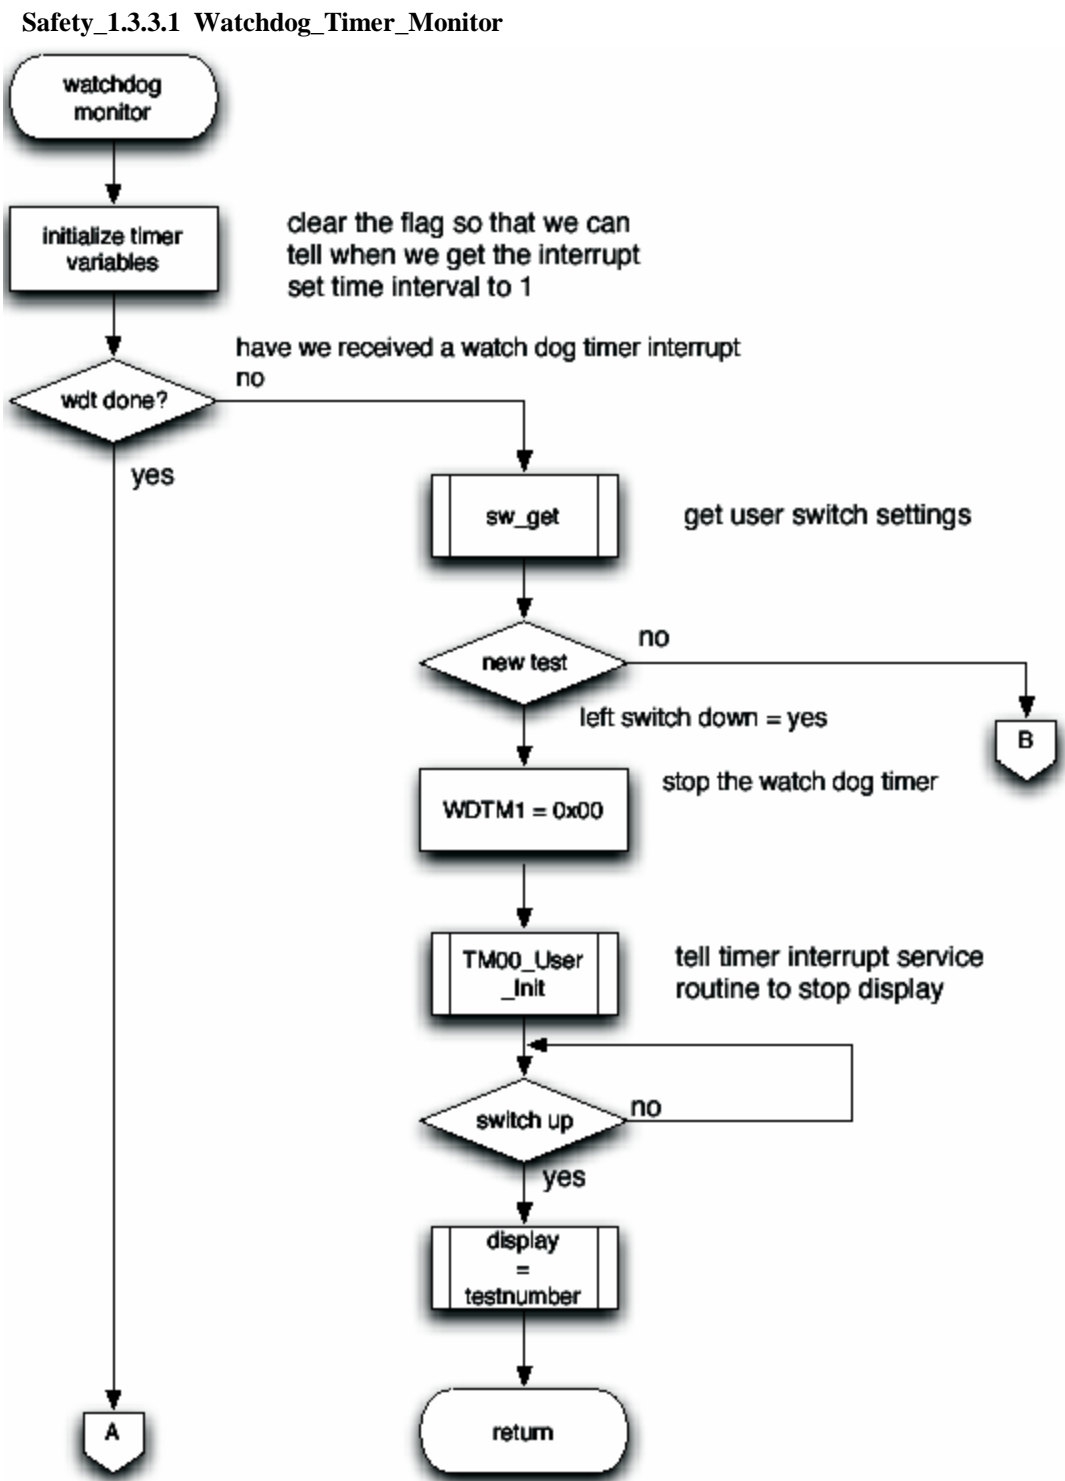 Safety_1.3.3.1 Watchdog_Timer_Monitor
watchdog
monitor
initialize timer
variables
clear the flag so that we can
tell when we get the interrupt
set time interval to 1
have we received a watch dog timer interrupt
no
wdt done?
yes
sw_get
get user switch settings
new test
no
left switch down = yes
B
stop the watch dog timer
WDTM1 = 0x00
TM00_User
_Init
tell timer interrupt service
routine to stop display
switch up
no
yes
display
=
testnumber
A
return